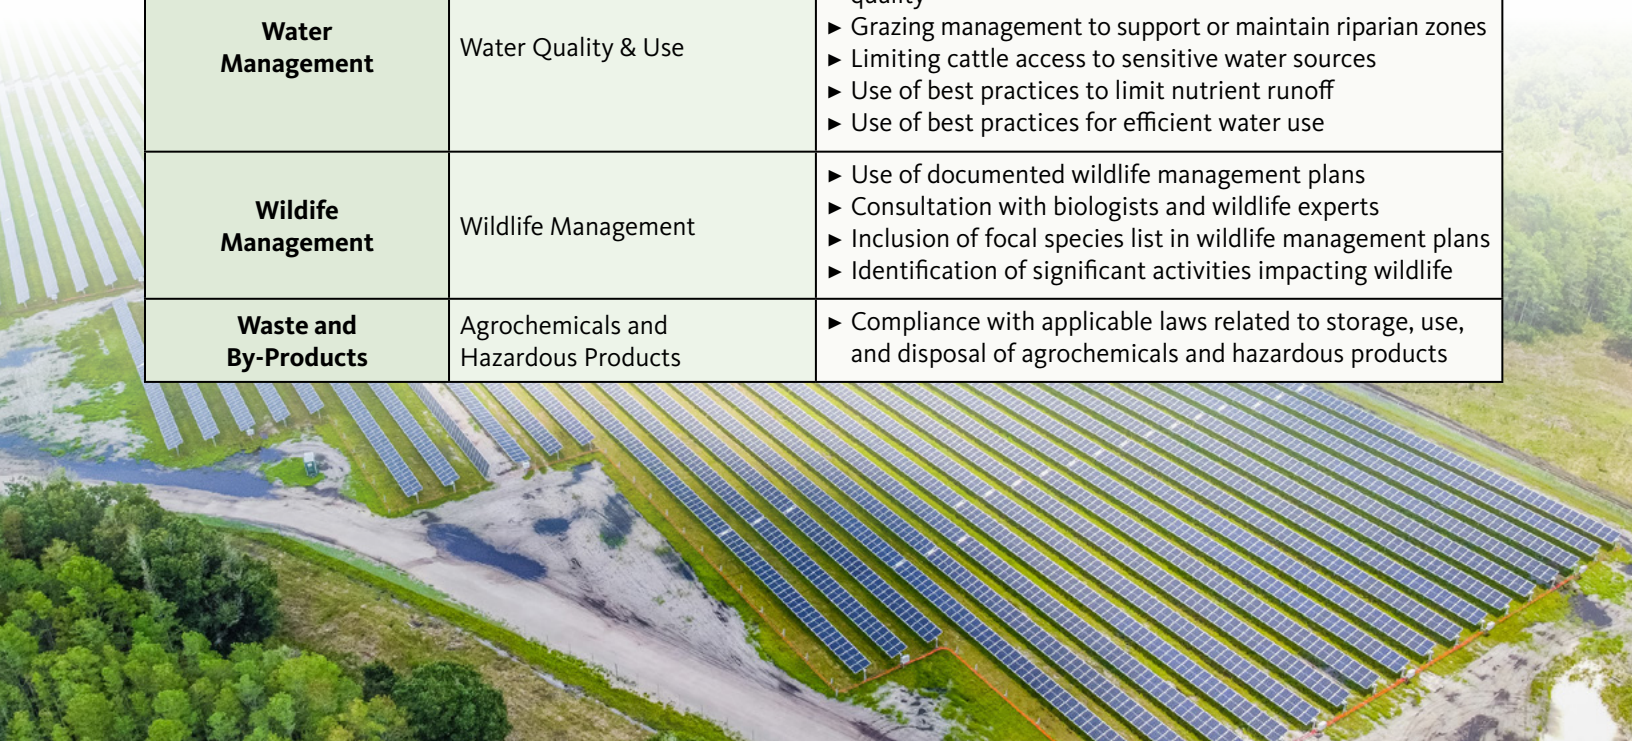 quality
Water
Management
Water Quality & Use
► Grazing management to support or maintain riparian zones
► Limiting cattle access to sensitive water sources
► Use of best practices to limit nutrient runoff
► Use of best practices for efficient water use
Wildife
Management
Wildlife Management
► Use of documented wildlife management plans
► Consultation with biologists and wildlife experts
► Inclusion of focal species list in wildlife management plans
► Identification of significant activities impacting wildlife
Waste and
By-Products
Agrochemicals and
Hazardous Products
► Compliance with applicable laws related to storage, use,
and disposal of agrochemicals and hazardous products